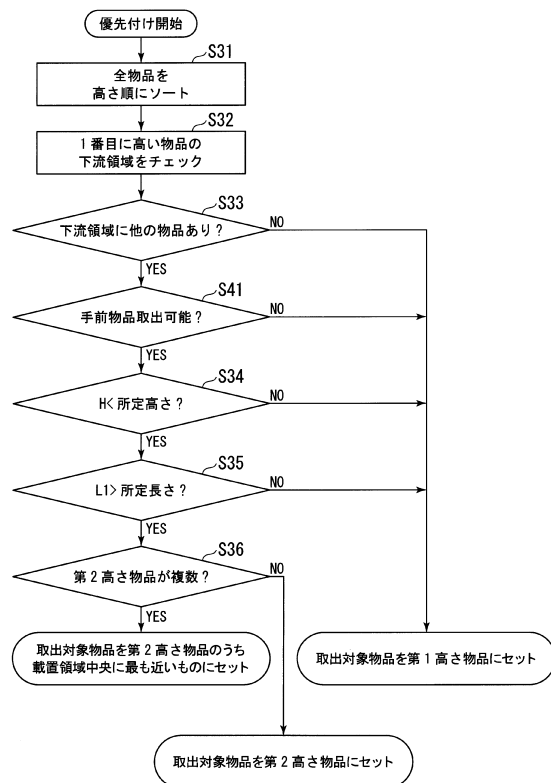 優先付け開始
S31
全物品を
高さ順にソート
S32
1番目に高い物品の
下流領域をチェック
S33
下流領域に他の物品あり?
NO
YES
S41
手前物品取出可能?
NO
YES
S34
H<所定高さ?
NO
YES
S35
L1>所定長さ?
NO
YES
S36
第2高さ物品が複数?
NO
YES
取出対象物品を第2高さ物品のうち
載置領域中央に最も近いものにセット
取出対象物品を第1高さ物品にセット
取出対象物品を第2高さ物品にセット